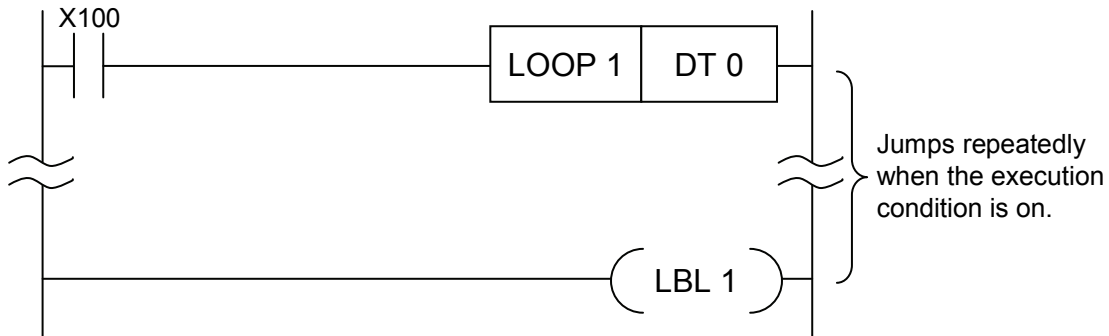 X100
LOOP 1 DT 0
Jumps repeatedly
when the execution
condition is on.
LBL 1